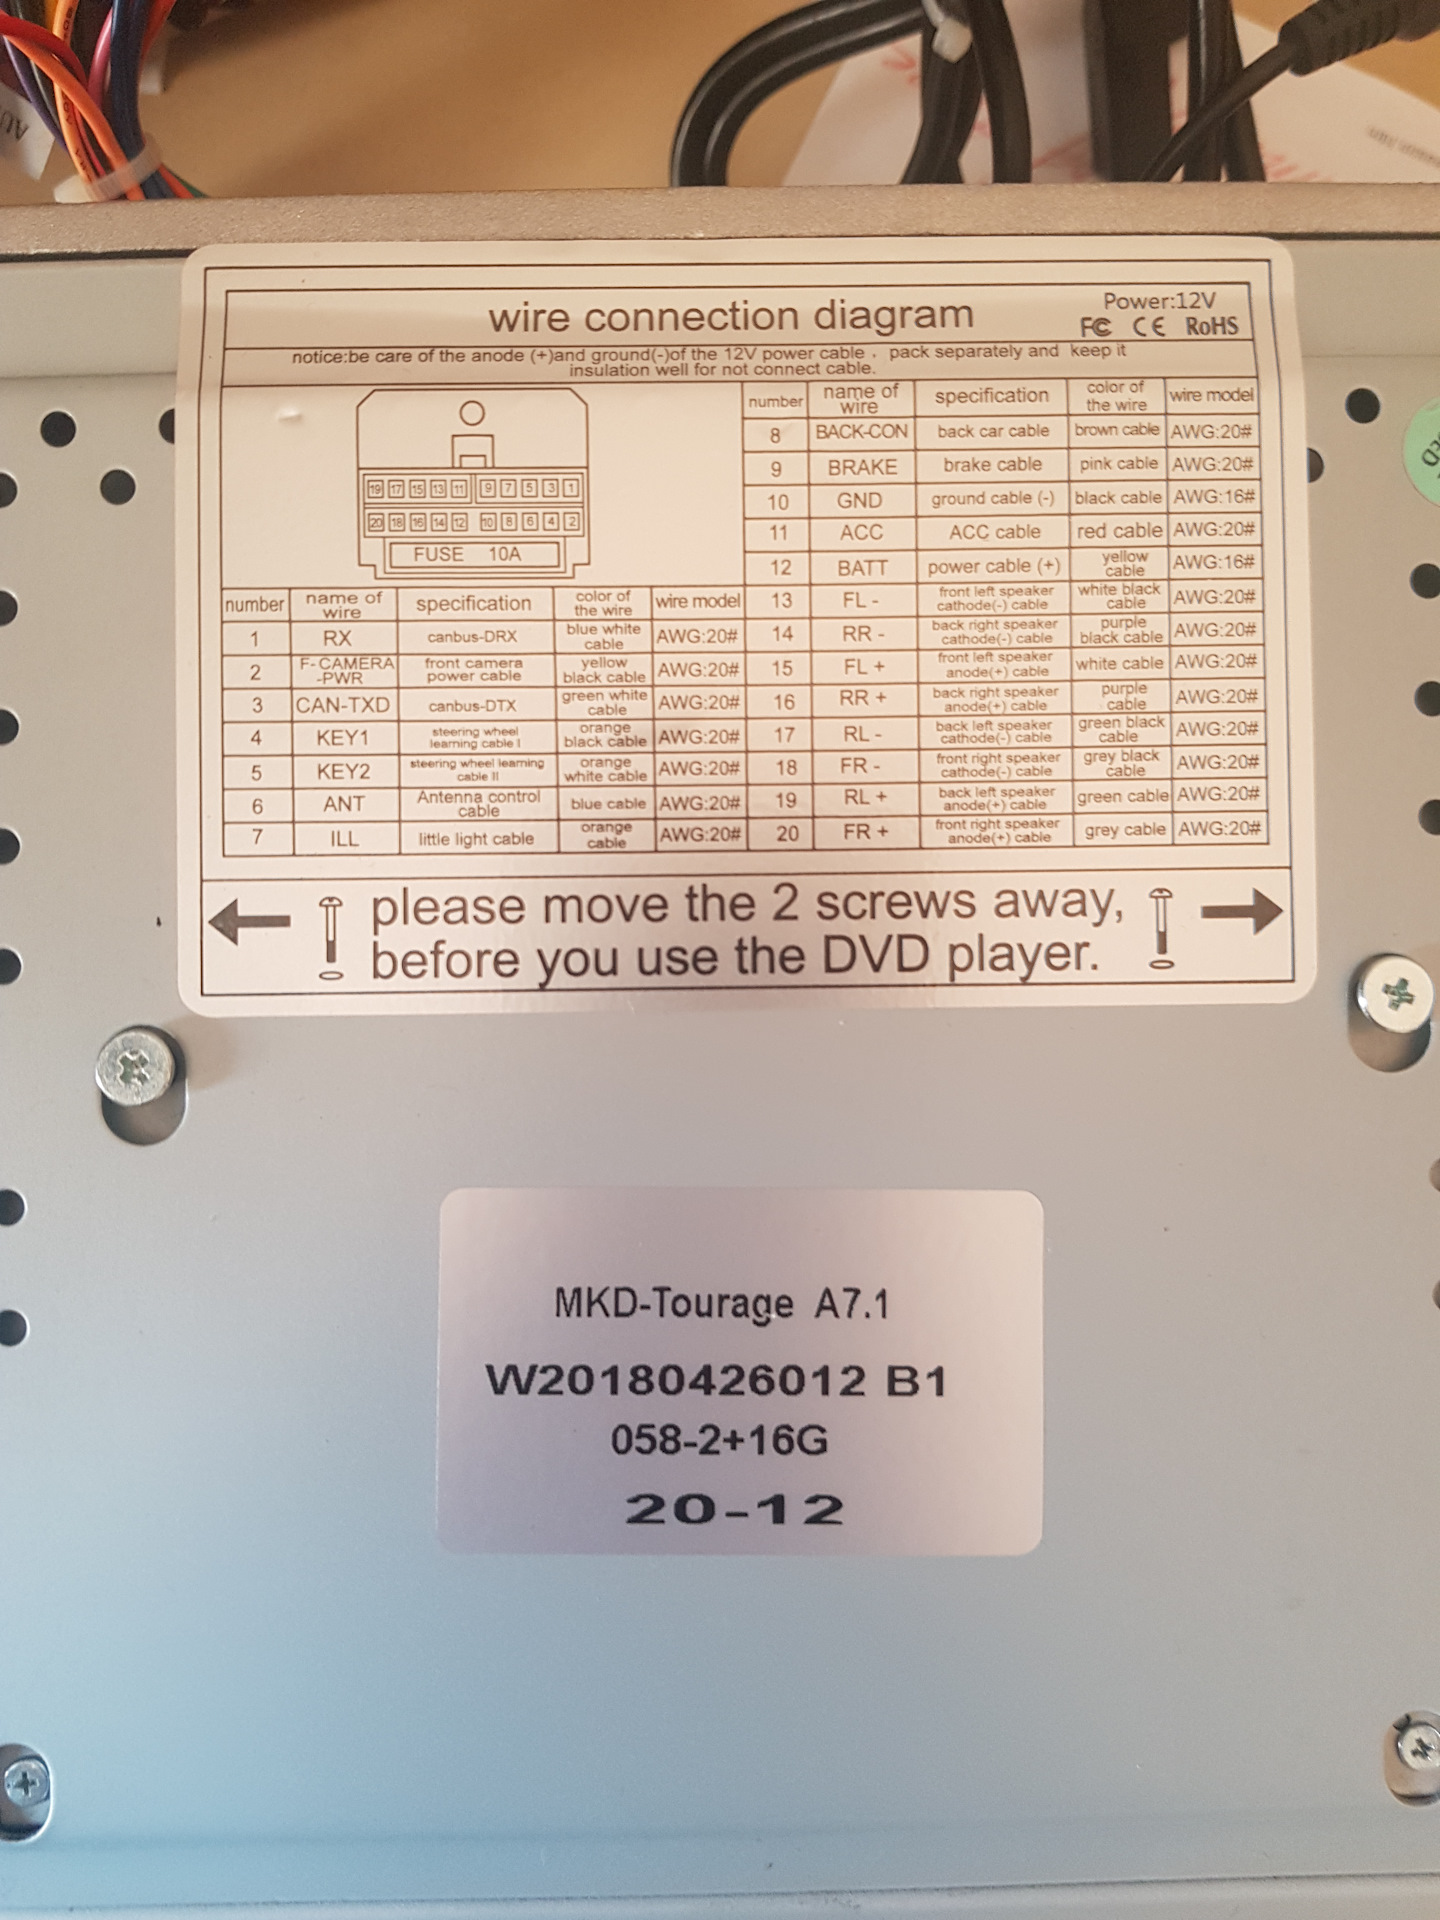 wire connection diagram
Power:12V
FC CE RoHS
notice:be care of the anode (+)and ground(-)of the 12V power cable , pack separately and keep it
insulation well for not connect cable.
19 17 15 13 11 9 7 5 3 1
20 18 16 14 12 10 8 6 4 2
FUSE 10A
number name of wire specification color of the wire wire model
1 RX canbus-DRX blue white cable AWG:20#
2 F-CAMERA -PWR front camera power cable yellow black cable AWG:20#
3 CAN-TXD canbus-DTX green white cable AWG:20#
4 KEY1 steering wheel learning cable I orange black cable AWG:20#
5 KEY2 steering wheel learning cable II orange white cable AWG:20#
6 ANT Antenna control cable blue cable AWG:20#
7 ILL little light cable orange cable AWG:20#
number name of wire specification color of the wire wire model
8 BACK-CON back car cable brown cable AWG:20#
9 BRAKE brake cable pink cable AWG:20#
10 GND ground cable (-) black cable AWG:16#
11 ACC ACC cable red cable AWG:20#
12 BATT power cable (+) yellow cable AWG:16#
13 FL - front left speaker cathode(-) cable white black cable AWG:20#
14 RR - back right speaker cathode(-) cable purple black cable AWG:20#
15 FL + front left speaker anode(+) cable white cable AWG:20#
16 RR + back right speaker anode(+) cable purple cable AWG:20#
17 RL - back left speaker cathode(-) cable green black cable AWG:20#
18 FR - front right speaker cathode(-) cable grey black cable AWG:20#
19 RL + back left speaker anode(+) cable green cable AWG:20#
20 FR + front right speaker anode(+) cable grey cable AWG:20#
please move the 2 screws away,
before you use the DVD player.
MKD-Tourage A7.1
W20180426012 B1
058-2+16G
20-12